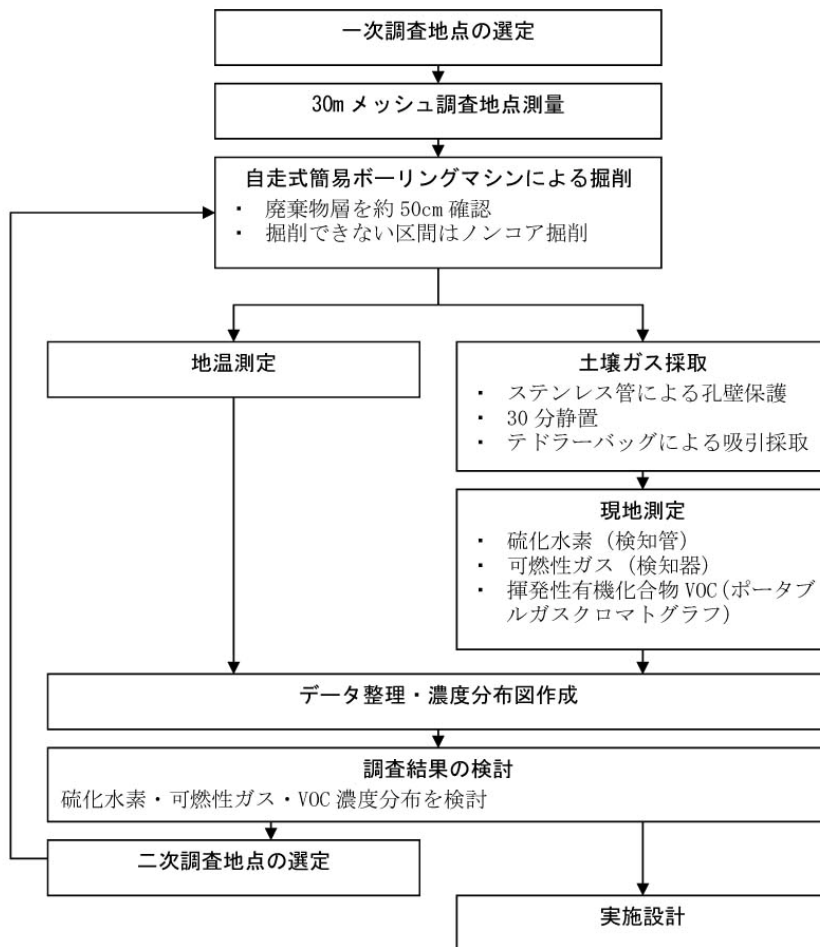 一次調査地点の選定
30m メッシュ調査地点測量
自走式簡易ボーリングマシンによる掘削
・ 廃棄物層を約 50cm 確認
・ 掘削できない区間はノンコア掘削
地温測定
土壌ガス採取
・ ステンレス管による孔壁保護
・ 30 分静置
・ テドラーバッグによる吸引採取
現地測定
・ 硫化水素（検知管）
・ 可燃性ガス（検知器）
・ 揮発性有機化合物 VOC(ポータブ
ルガスクロマトグラフ)
データ整理・濃度分布図作成
調査結果の検討
硫化水素・可燃性ガス・VOC 濃度分布を検討
二次調査地点の選定
実施設計